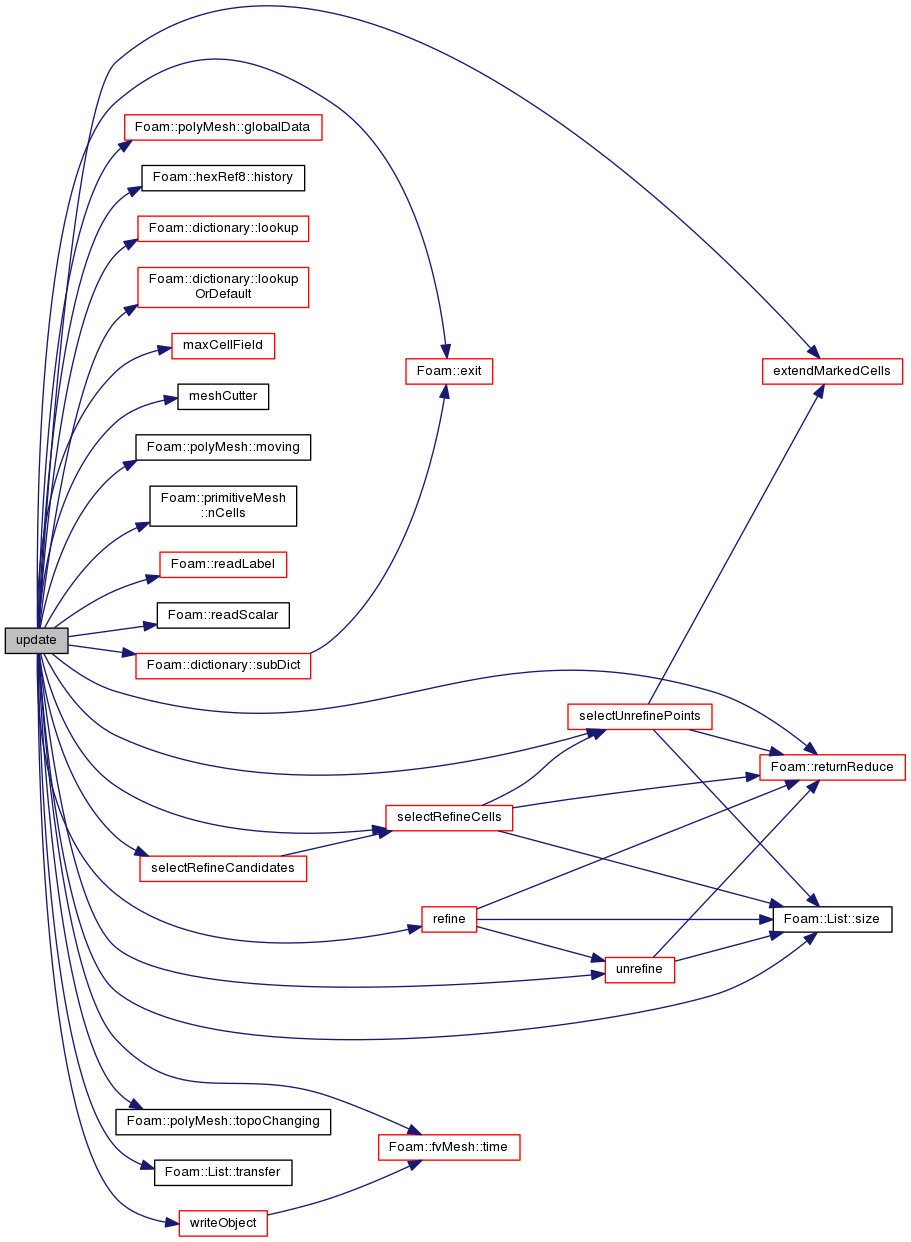 Foam::polyMesh::globalData
Foam::hexRef8::history
Foam::dictionary::lookup
Foam::dictionary::lookup
OrDefault
maxCellField
Foam::exit
extendMarkedCells
meshCutter
Foam::polyMesh::moving
Foam::primitiveMesh
::nCells
Foam::readLabel
Foam::readScalar
update
Foam::dictionary::subDict
selectUnrefinePoints
Foam::returnReduce
selectRefineCells
selectRefineCandidates
refine
Foam::List::size
unrefine
Foam::polyMesh::topoChanging
Foam::fvMesh::time
Foam::List::transfer
writeObject